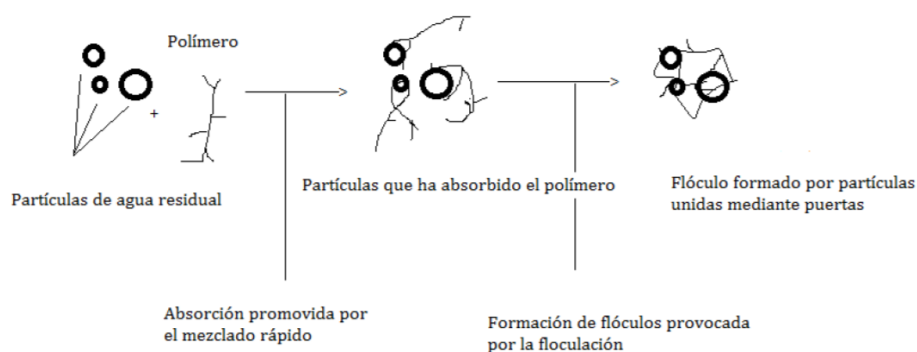 Polímero
+
Partículas de agua residual
Partículas que ha absorbido el polímero
Flóculo formado por partículas
unidas mediante puertas
Absorción promovida por
el mezclado rápido
Formación de flóculos provocada
por la floculación